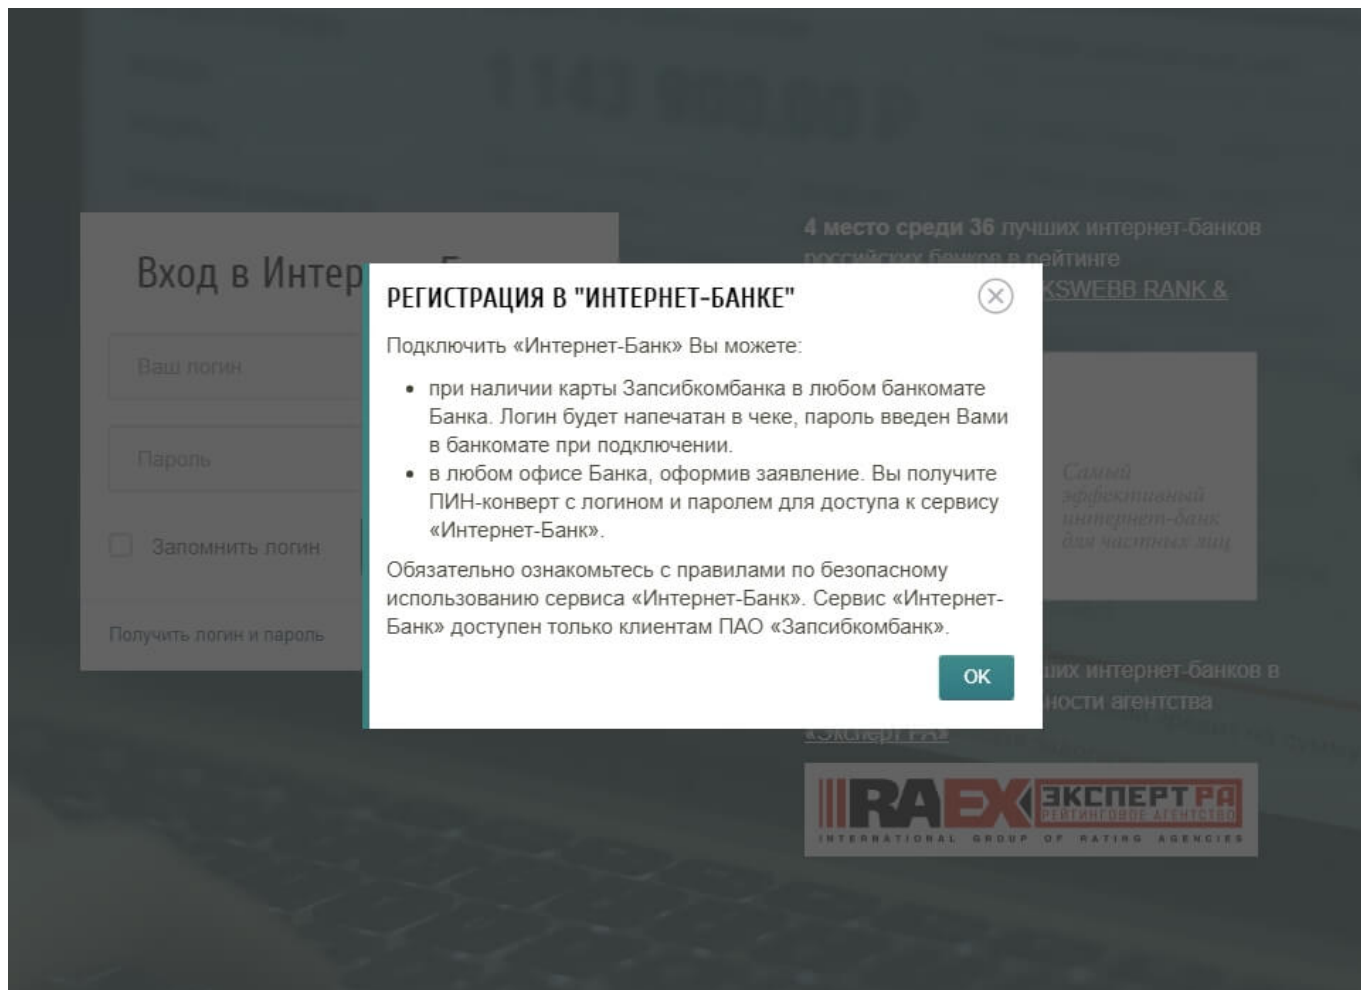 1 143 900.00 ₽
4 место среди 36 лучших интернет-банков
российских банков в рейтинге
KSWEBB RANK &
Вход в Интер
Ваш логин
Пароль
Запомнить логин
Получить логин и пароль
РЕГИСТРАЦИЯ В "ИНТЕРНЕТ-БАНКЕ"
Подключить «Интернет-Банк» Вы можете:
• при наличии карты Запсибкомбанка в любом банкомате
Банка. Логин будет напечатан в чеке, пароль введен Вами
в банкомате при подключении.
• в любом офисе Банка, оформив заявление. Вы получите
ПИН-конверт с логином и паролем для доступа к сервису
«Интернет-Банк».
Обязательно ознакомьтесь с правилами по безопасному
использованию сервиса «Интернет-Банк». Сервис «Интернет-
Банк» доступен только клиентам ПАО «Запсибкомбанк».
OK
Самый
эффективный
интернет-банк
для частных лиц
ших интернет-банков в
ности агентства
«Эксперт РА»
RAEX ЭКСПЕРТ РА
РЕЙТИНГОВОЕ АГЕНТСТВО
INTERNATIONAL GROUP OF RATING AGENCIES